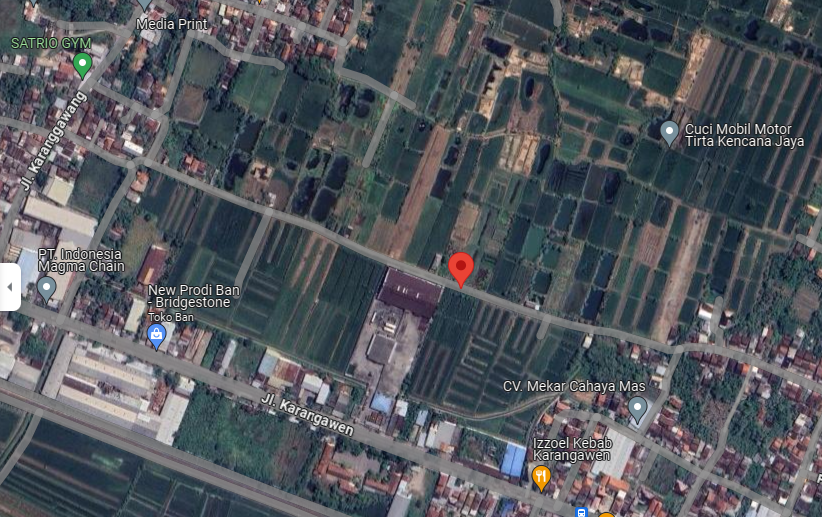 Media Print
SATRIO GYM
Jl. Karanggawang
Cuci Mobil Motor
Tirta Kencana Jaya
PT. Indonesia
Magma Chain
New Prodi Ban
- Bridgestone
Toko Ban
Jl. Karangawen
CV. Mekar Cahaya Mas
Izzoel Kebab
Karangawen